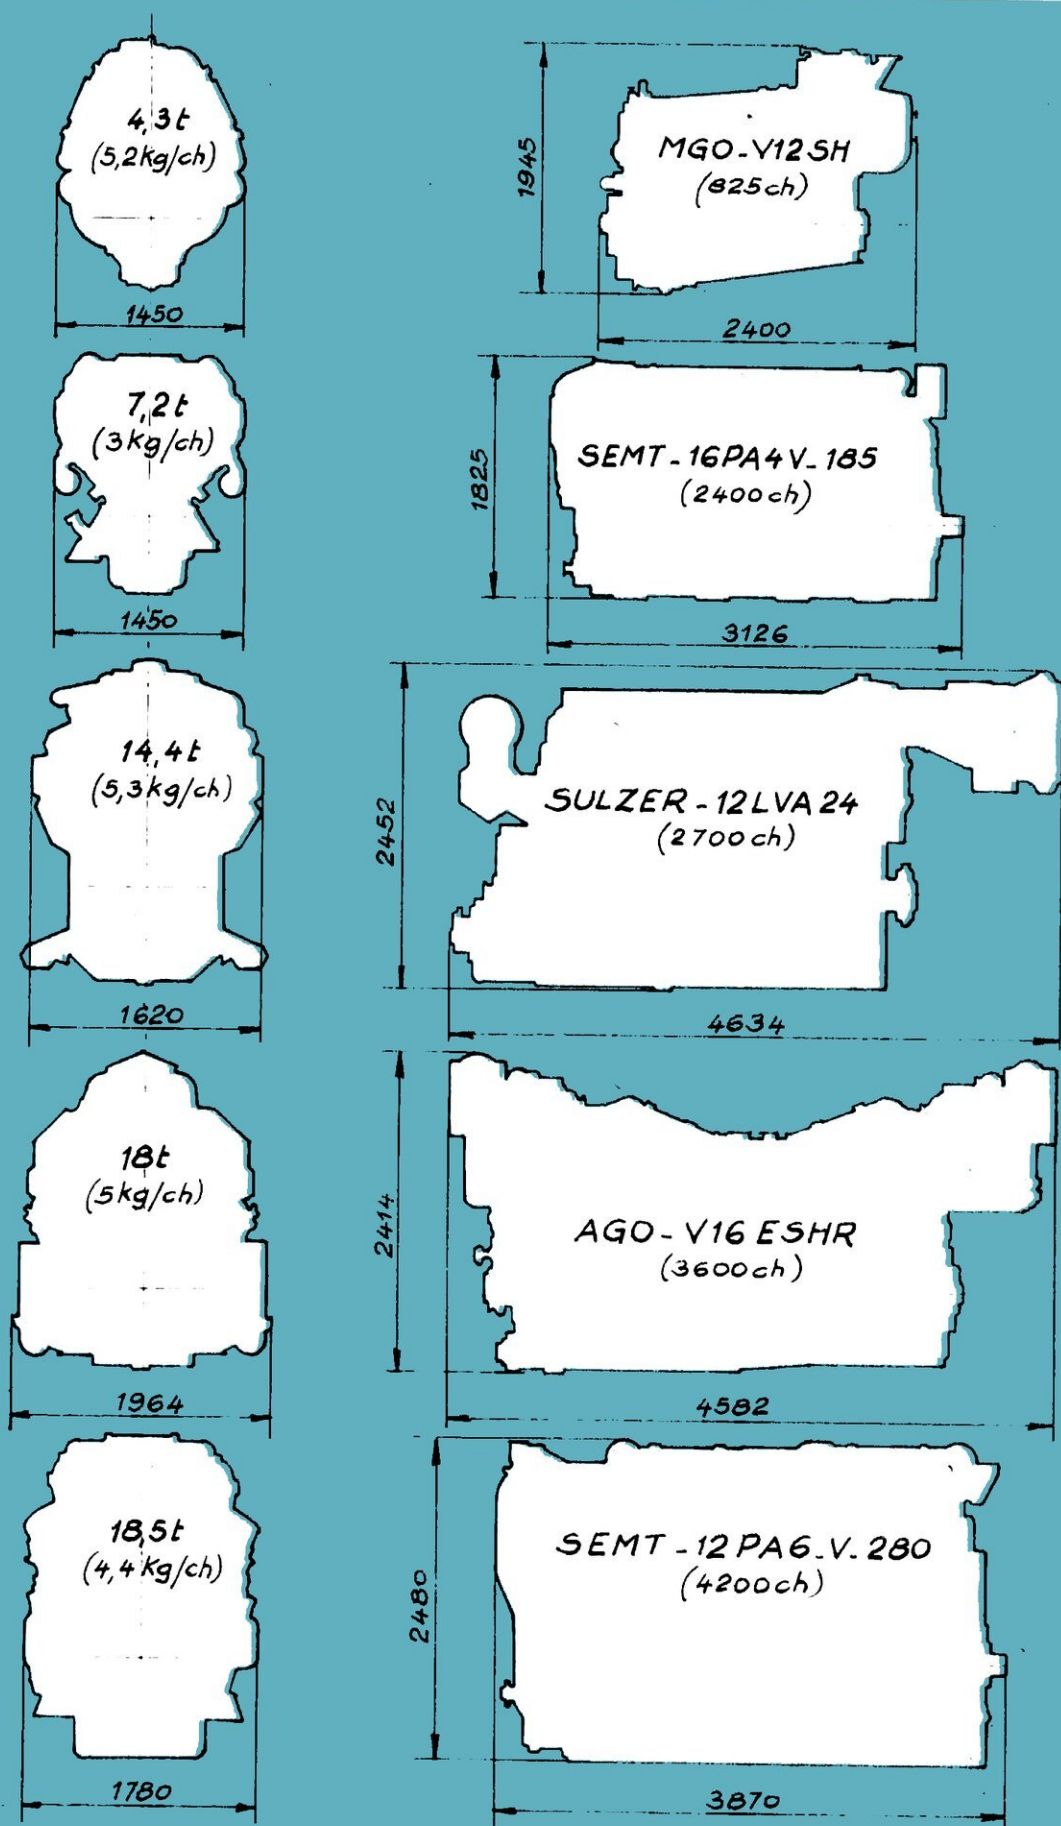 4,3t
(5,2kg/ch)
1450
1945
MGO-V12SH
(825ch)
2400
7,2t
(3kg/ch)
1450
1825
SEMT-16PA4V-185
(2400ch)
3126
14,4t
(5,3kg/ch)
1620
2452
SULZER-12LVA24
(2700ch)
4634
18t
(5kg/ch)
1964
2414
AGO-V16 ESHR
(3600ch)
4582
18,5t
(4,4Kg/ch)
1780
2480
SEMT-12PA6.V.280
(4200ch)
3870